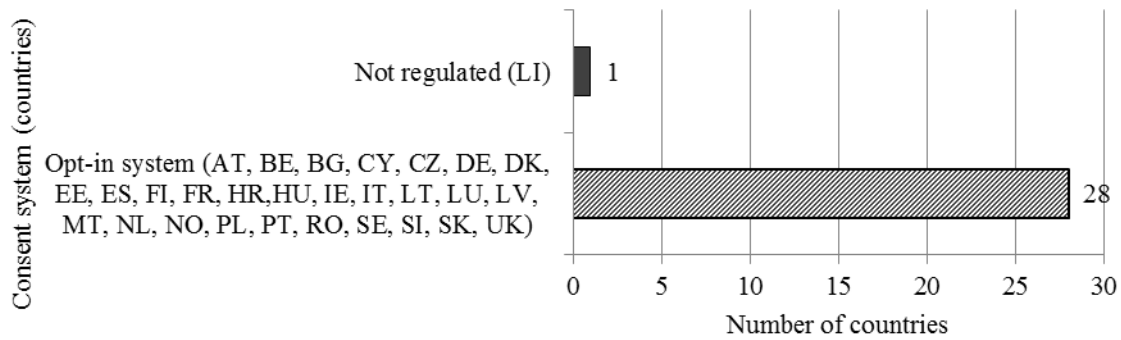 Consent system (countries)
Not regulated (LI)
1
Opt-in system (AT, BE, BG, CY, CZ, DE, DK,
EE, ES, FI, FR, HR,HU, IE, IT, LT, LU, LV,
MT, NL, NO, PL, PT, RO, SE, SI, SK, UK)
28
0 5 10 15 20 25 30
Number of countries